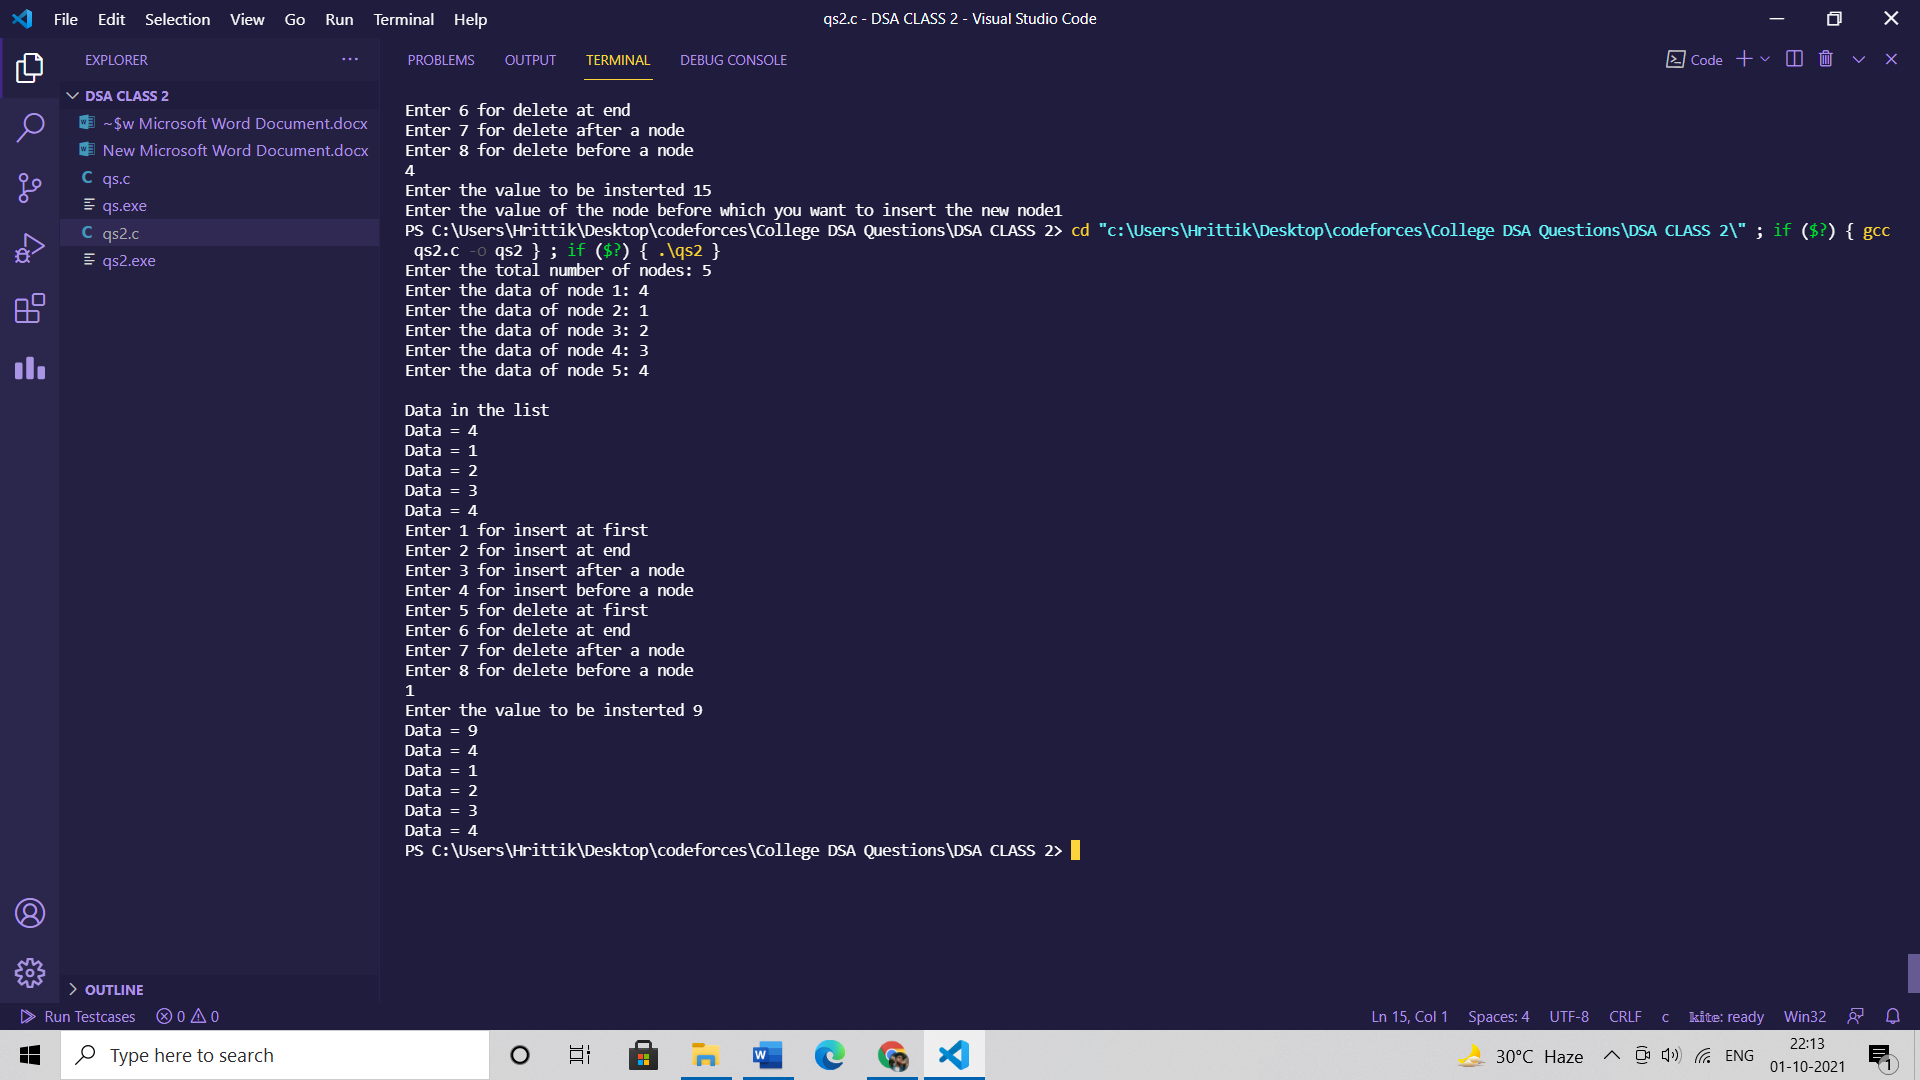 File Edit Selection View Go Run Terminal Help
qs2.c - DSA CLASS 2 - Visual Studio Code
EXPLORER
PROBLEMS OUTPUT TERMINAL DEBUG CONSOLE
Code
DSA CLASS 2
~$w Microsoft Word Document.docx
New Microsoft Word Document.docx
qs.c
qs.exe
qs2.c
qs2.exe
Enter 6 for delete at end
Enter 7 for delete after a node
Enter 8 for delete before a node
4
Enter the value to be insterted 15
Enter the value of the node before which you want to insert the new node1
PS C:\Users\Hrittik\Desktop\codeforces\College DSA Questions\DSA CLASS 2> cd "c:\Users\Hrittik\Desktop\codeforces\College DSA Questions\DSA CLASS 2\" ; if ($?) { gcc
qs2.c -o qs2 } ; if ($?) { .\qs2 }
Enter the total number of nodes: 5
Enter the data of node 1: 4
Enter the data of node 2: 1
Enter the data of node 3: 2
Enter the data of node 4: 3
Enter the data of node 5: 4
Data in the list
Data = 4
Data = 1
Data = 2
Data = 3
Data = 4
Enter 1 for insert at first
Enter 2 for insert at end
Enter 3 for insert after a node
Enter 4 for insert before a node
Enter 5 for delete at first
Enter 6 for delete at end
Enter 7 for delete after a node
Enter 8 for delete before a node
1
Enter the value to be insterted 9
Data = 9
Data = 4
Data = 1
Data = 2
Data = 3
Data = 4
PS C:\Users\Hrittik\Desktop\codeforces\College DSA Questions\DSA CLASS 2>
OUTLINE
Run Testcases 0 0
Ln 15, Col 1 Spaces: 4 UTF-8 CRLF c kite: ready Win32
Type here to search
30°C Haze
ENG
22:13
01-10-2021
1